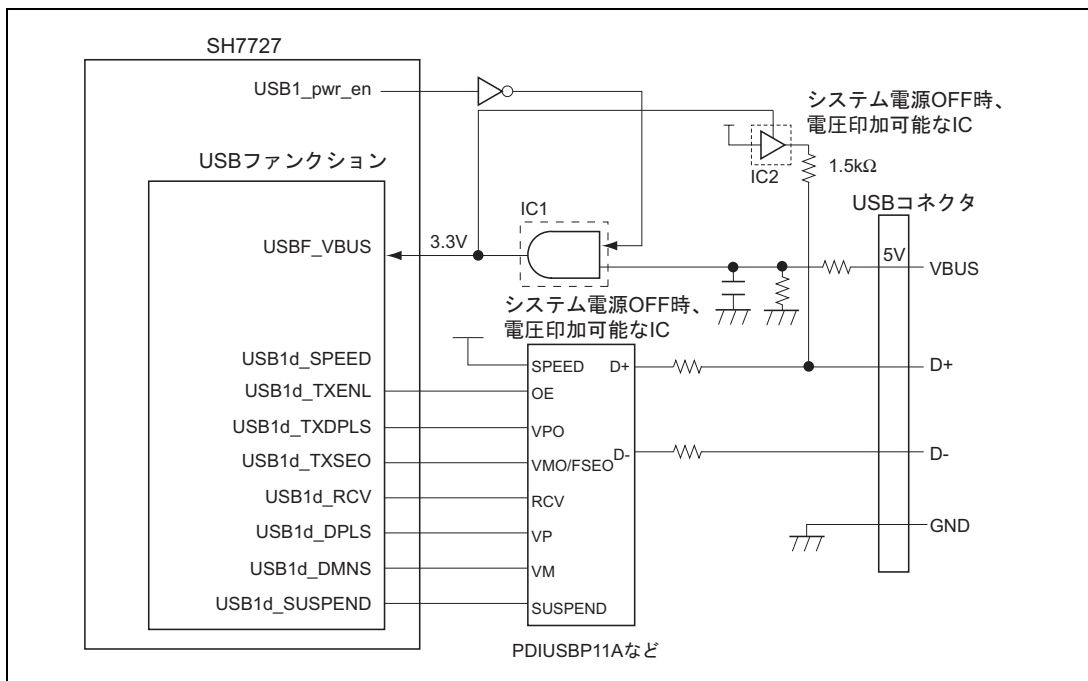 SH7727
USB1_pwr_en
システム電源OFF時、
電圧印加可能なIC
USBファンクション
IC2
1.5kΩ
USBコネクタ
IC1
USBF_VBUS
3.3V
5V
VBUS
システム電源OFF時、
電圧印加可能なIC
USB1d_SPEED
SPEED
D+
D+
USB1d_TXENL
OE
USB1d_TXDPLS
VPO
USB1d_TXSEO
VMO/FSEO
D-
D-
USB1d_RCV
RCV
USB1d_DPLS
VP
GND
USB1d_DMNS
VM
USB1d_SUSPEND
SUSPEND
PDIUSBP11Aなど